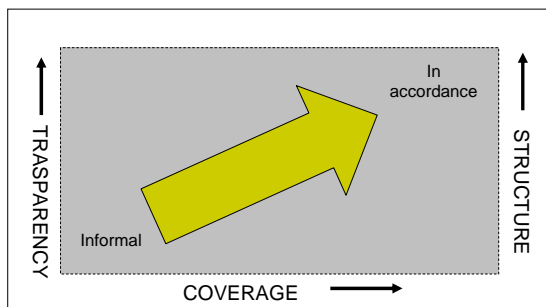 In
accordance
Informal
TRASPARENCY
STRUCTURE
COVERAGE